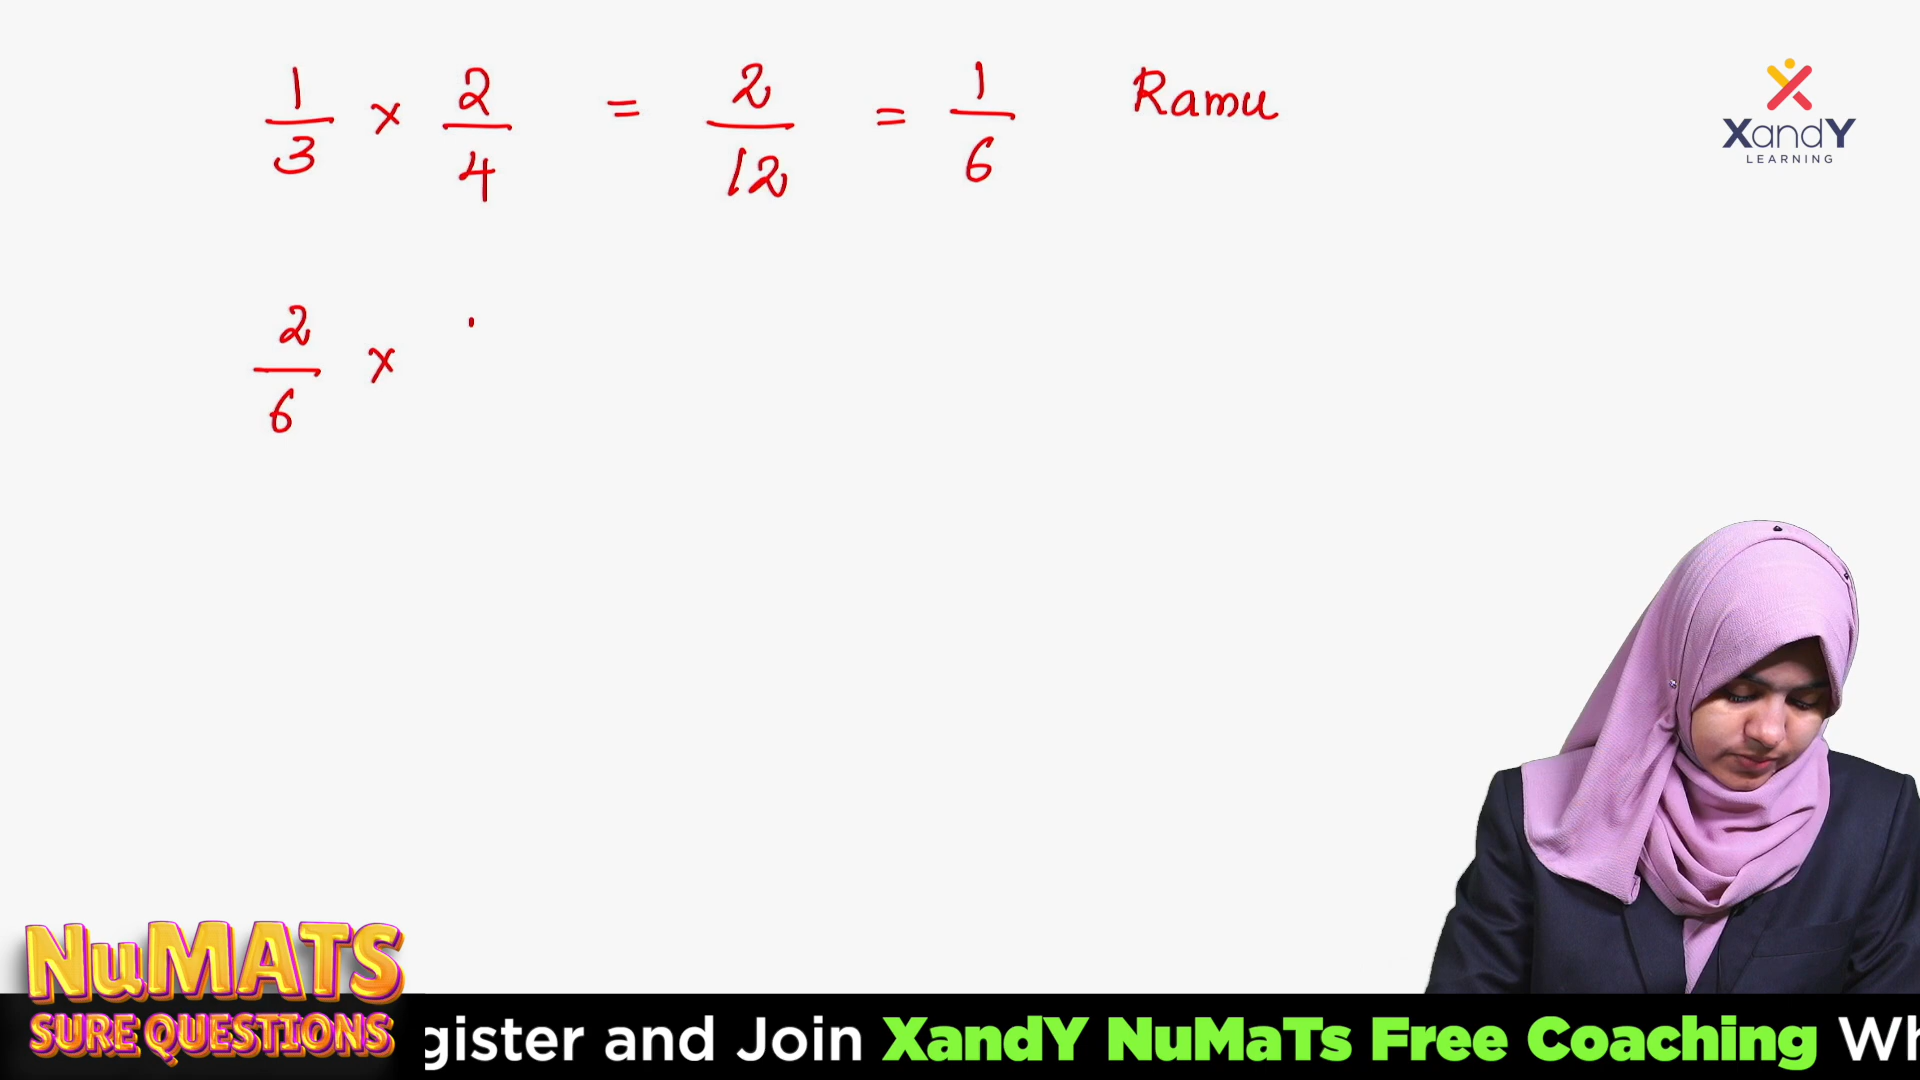 1/3 × 2/4 = 2/12 = 1/6 Ramu
XandY
LEARNING
2/6 ×
NuMATS
SURE QUESTIONS
gister and Join XandY NuMaTs Free Coaching Wh